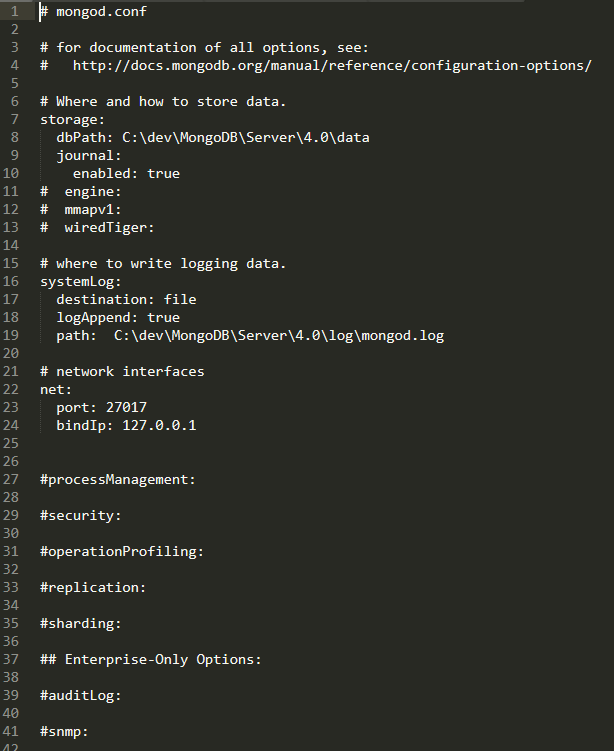 1 # mongod.conf
2
3 # for documentation of all options, see:
4 #   http://docs.mongodb.org/manual/reference/configuration-options/
5
6 # Where and how to store data.
7 storage:
8   dbPath: C:\dev\MongoDB\Server\4.0\data
9   journal:
10     enabled: true
11 #  engine:
12 #  mmapv1:
13 #  wiredTiger:
14
15 # where to write logging data.
16 systemLog:
17   destination: file
18   logAppend: true
19   path:  C:\dev\MongoDB\Server\4.0\log\mongod.log
20
21 # network interfaces
22 net:
23   port: 27017
24   bindIp: 127.0.0.1
25
26
27 #processManagement:
28
29 #security:
30
31 #operationProfiling:
32
33 #replication:
34
35 #sharding:
36
37 ## Enterprise-Only Options:
38
39 #auditLog:
40
41 #snmp:
42